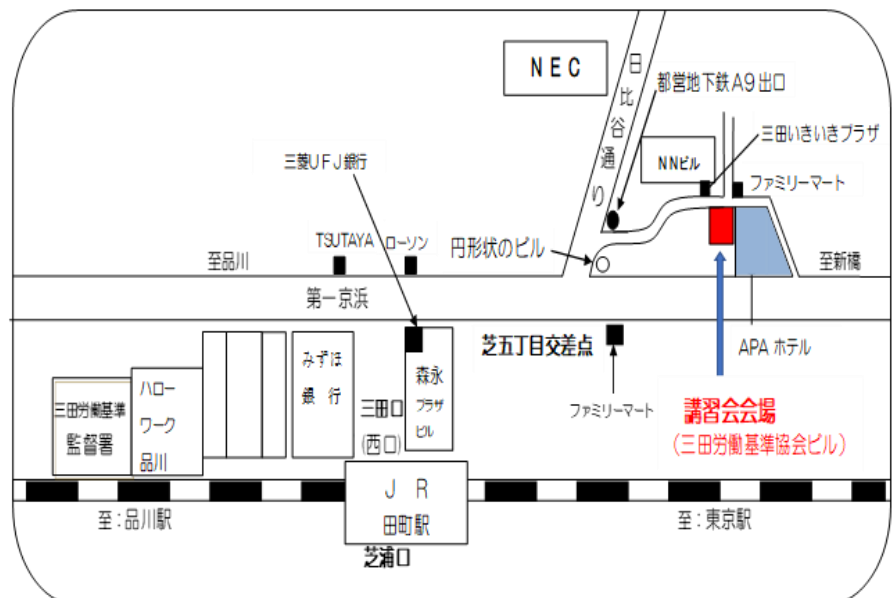 NEC
日比谷通り
都営地下鉄A9出口
三田いきいきプラザ
NNビル
ファミリーマート
三菱UFJ銀行
TSUTAYA
ローソン
円形状のビル
至品川
至新橋
第一京浜
芝五丁目交差点
APAホテル
みずほ
銀行
森永
プラザ
ビル
三田口
(西口)
ファミリーマート
講習会会場
(三田労働基準協会ビル)
三田労働基準
監督署
ハロー
ワーク
品川
JR
田町駅
至:品川駅
至:東京駅
芝浦口